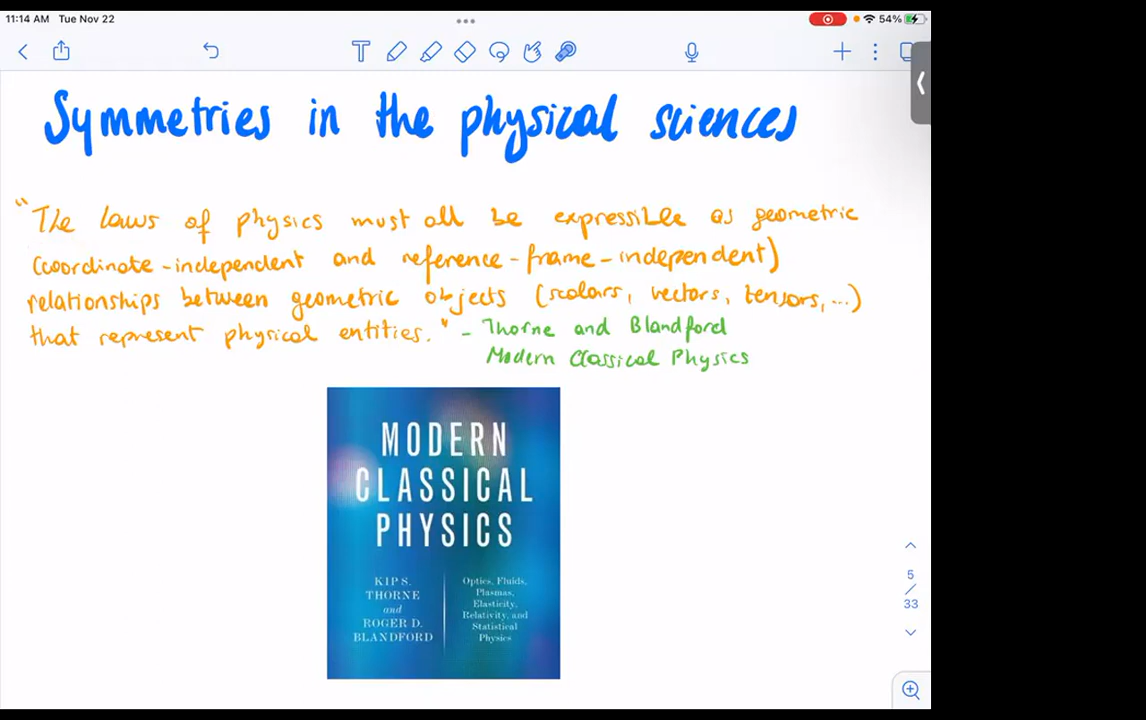 11:14 AM Tue Nov 22
54%
T
Symmetries in the physical sciences
"The laws of physics must all be expressible as geometric
(coordinate-independent and reference-frame-independent)
relationships between geometric objects (scalars, vectors, tensors, ...)
that represent physical entities." - Thorne and Blandford
Modern Classical Physics
MODERN
CLASSICAL
PHYSICS
KIP S.
THORNE
and
ROGER D.
BLANDFORD
Optics, Fluids,
Plasmas,
Elasticity,
Relativity, and
Statistical
Physics
5
/
33